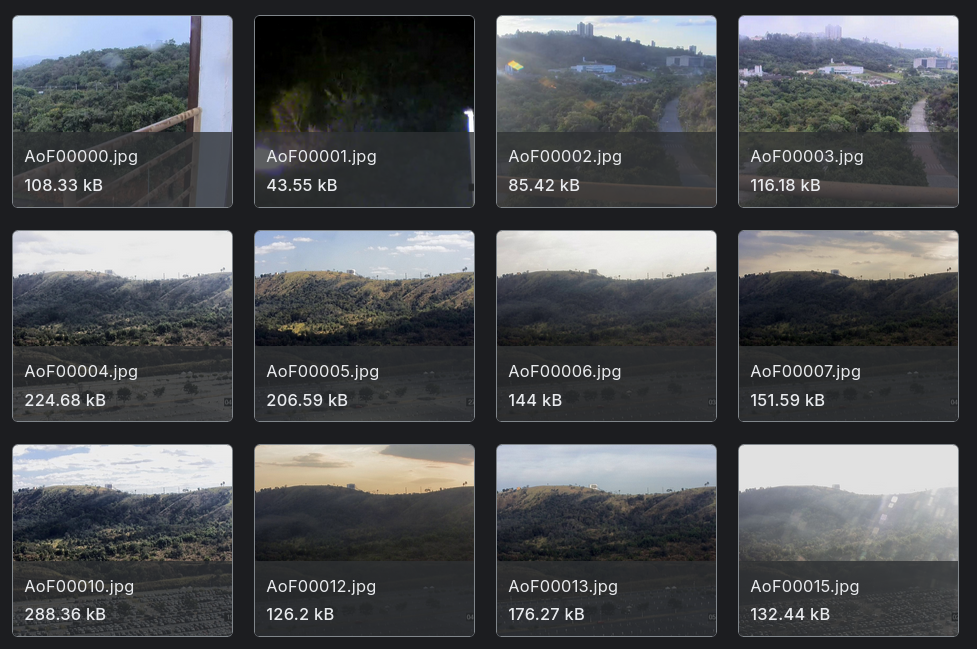 AoF00000.jpg
108.33 kB
AoF00001.jpg
43.55 kB
AoF00002.jpg
85.42 kB
AoF00003.jpg
116.18 kB
AoF00004.jpg
224.68 kB
AoF00005.jpg
206.59 kB
AoF00006.jpg
144 kB
AoF00007.jpg
151.59 kB
AoF00010.jpg
288.36 kB
AoF00012.jpg
126.2 kB
AoF00013.jpg
176.27 kB
AoF00015.jpg
132.44 kB